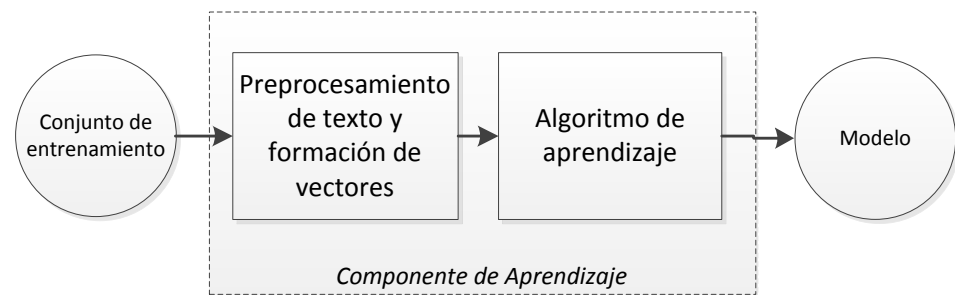 Conjunto de
entrenamiento
Preprocesamiento
de texto y
formación de
vectores
Algoritmo de
aprendizaje
Modelo
Componente de Aprendizaje